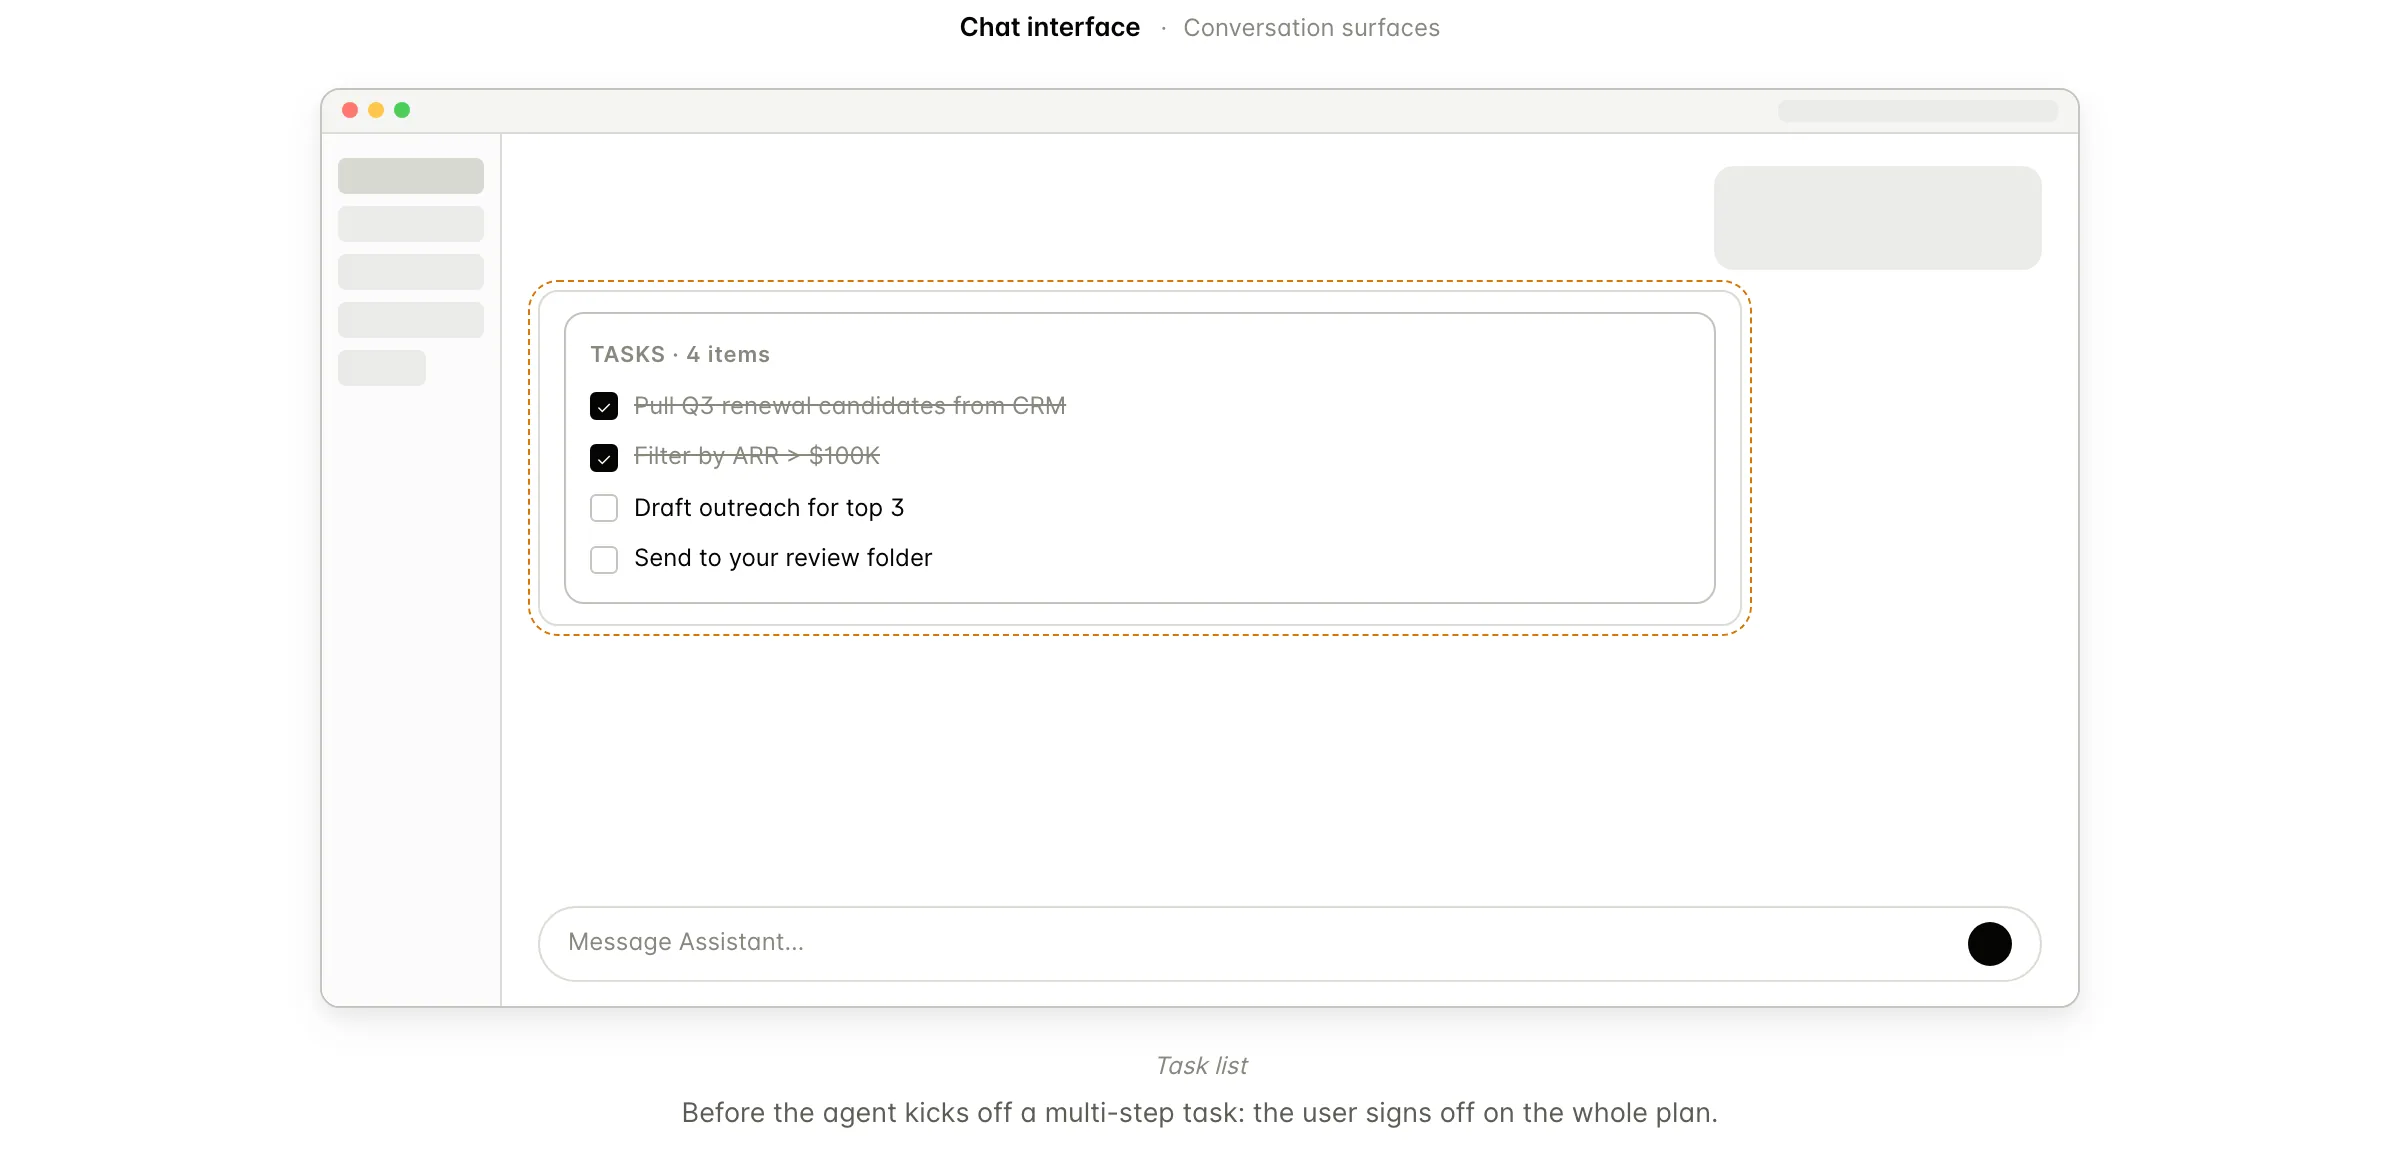 Chat interface · Conversation surfaces
TASKS · 4 items
Pull Q3 renewal candidates from CRM
Filter by ARR > $100K
Draft outreach for top 3
Send to your review folder
Message Assistant...
Task list
Before the agent kicks off a multi-step task: the user signs off on the whole plan.